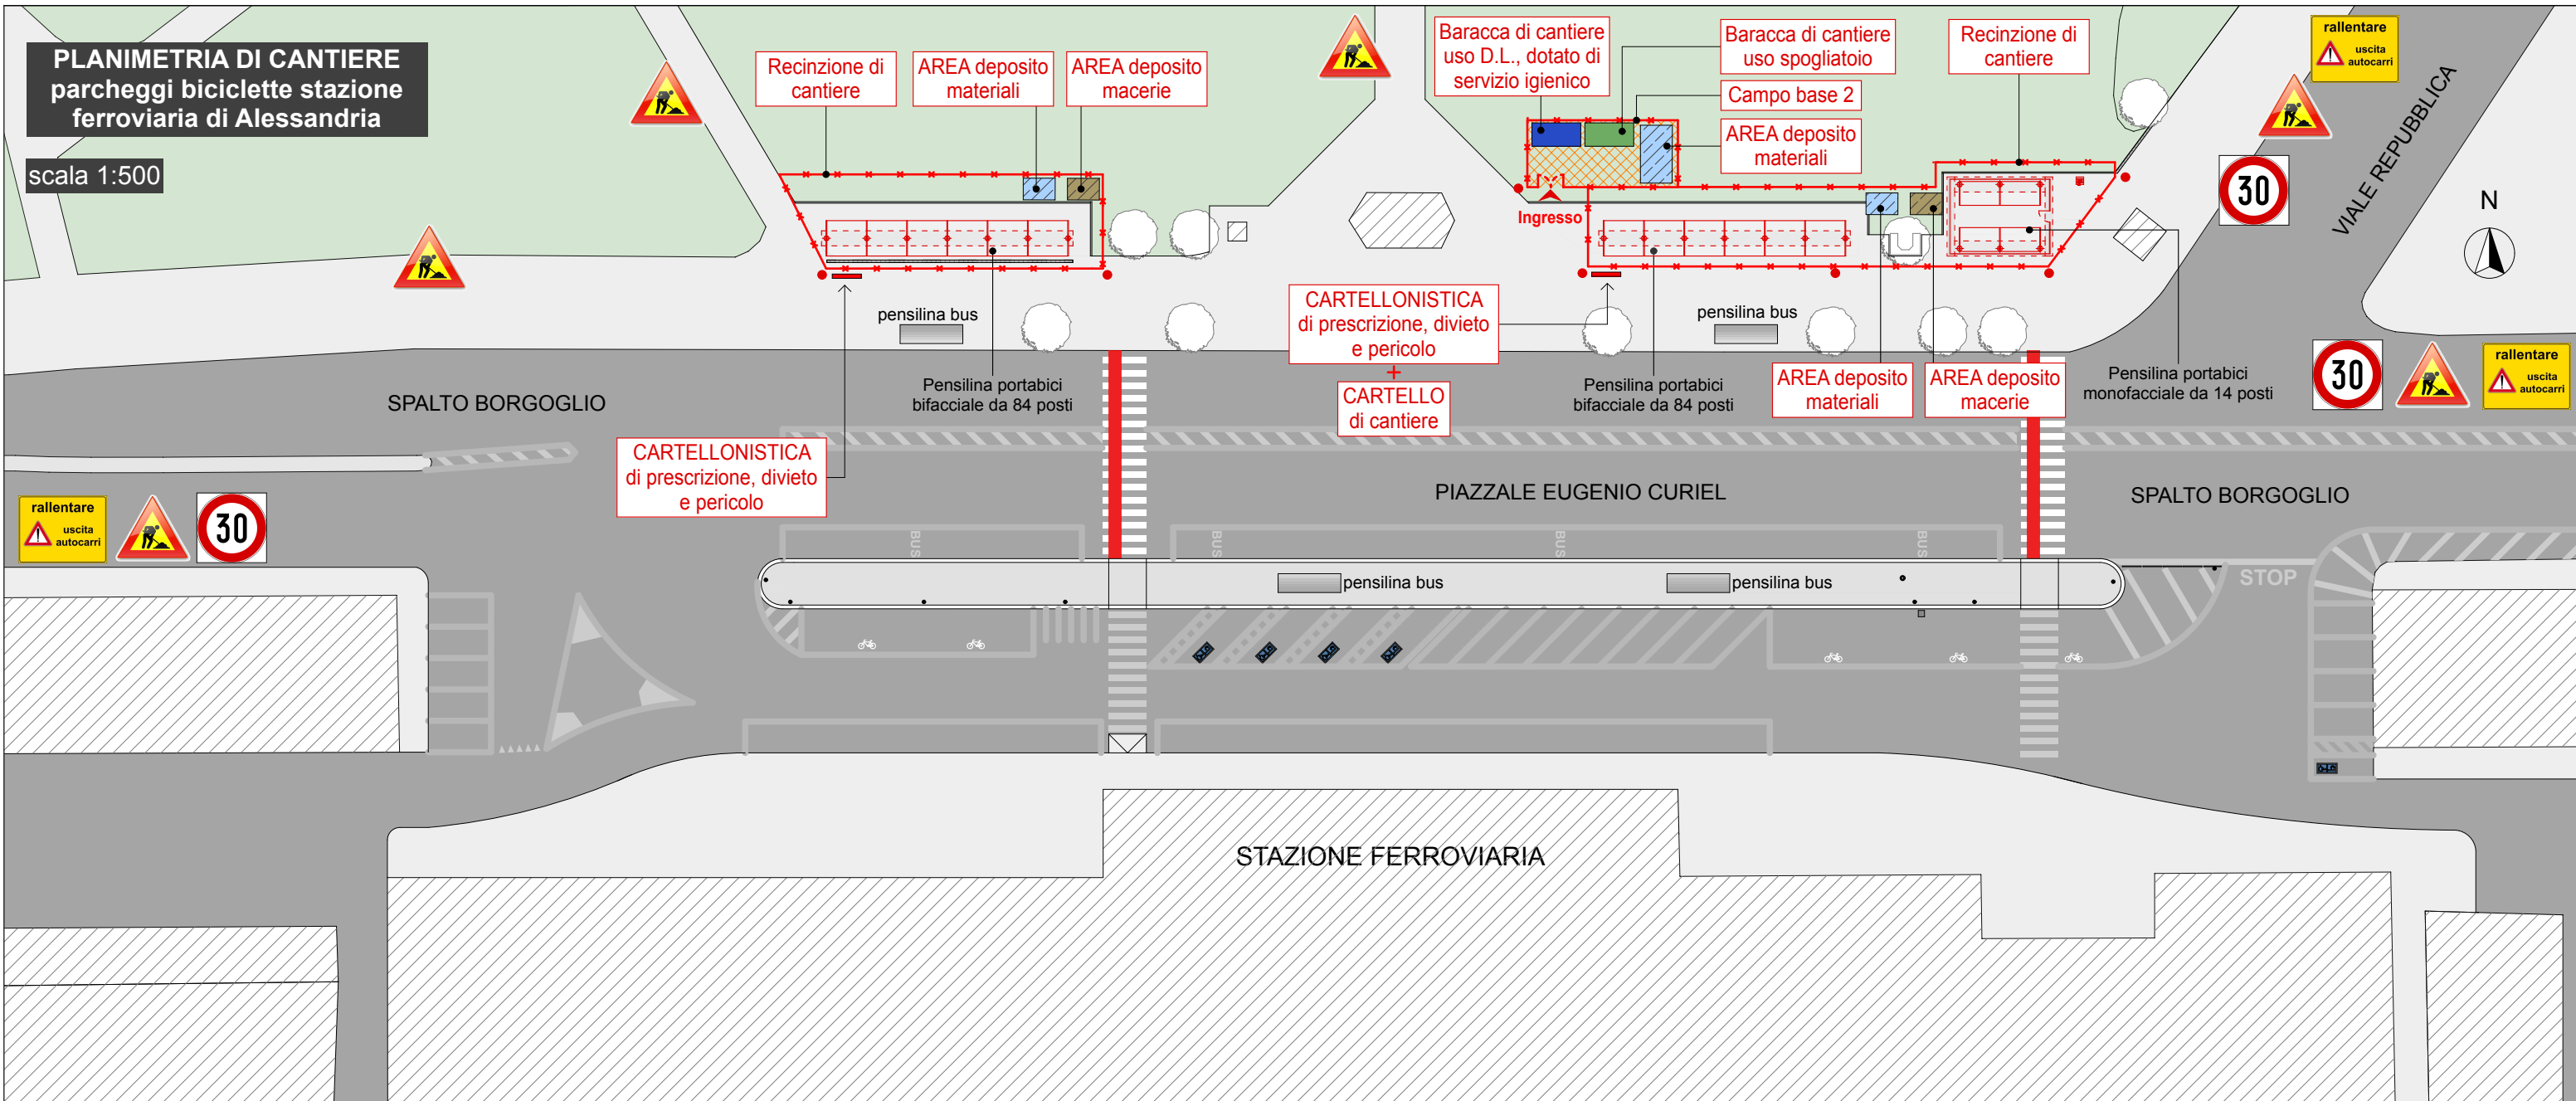 PLANIMETRIA DI CANTIERE
parcheggi biciclette stazione
ferroviaria di Alessandria
scala 1:500
Recinzione di
cantiere
AREA deposito
materiali
AREA deposito
macerie
Baracca di cantiere
uso D.L., dotato di
servizio igienico
Baracca di cantiere
uso spogliatoio
Campo base 2
AREA deposito
materiali
Recinzione di
cantiere
rallentare
uscita
autocarri
30
VIALE REPUBBLICA
N
Ingresso
pensilina bus
CARTELLONISTICA
di prescrizione, divieto
e pericolo
+
CARTELLO
di cantiere
pensilina bus
Pensilina portabici
bifacciale da 84 posti
Pensilina portabici
bifacciale da 84 posti
AREA deposito
materiali
AREA deposito
macerie
Pensilina portabici
monofacciale da 14 posti
30
rallentare
uscita
autocarri
SPALTO BORGOGLIO
CARTELLONISTICA
di prescrizione, divieto
e pericolo
PIAZZALE EUGENIO CURIEL
SPALTO BORGOGLIO
rallentare
uscita
autocarri
30
BUS
BUS
BUS
BUS
pensilina bus
pensilina bus
STOP
STAZIONE FERROVIARIA